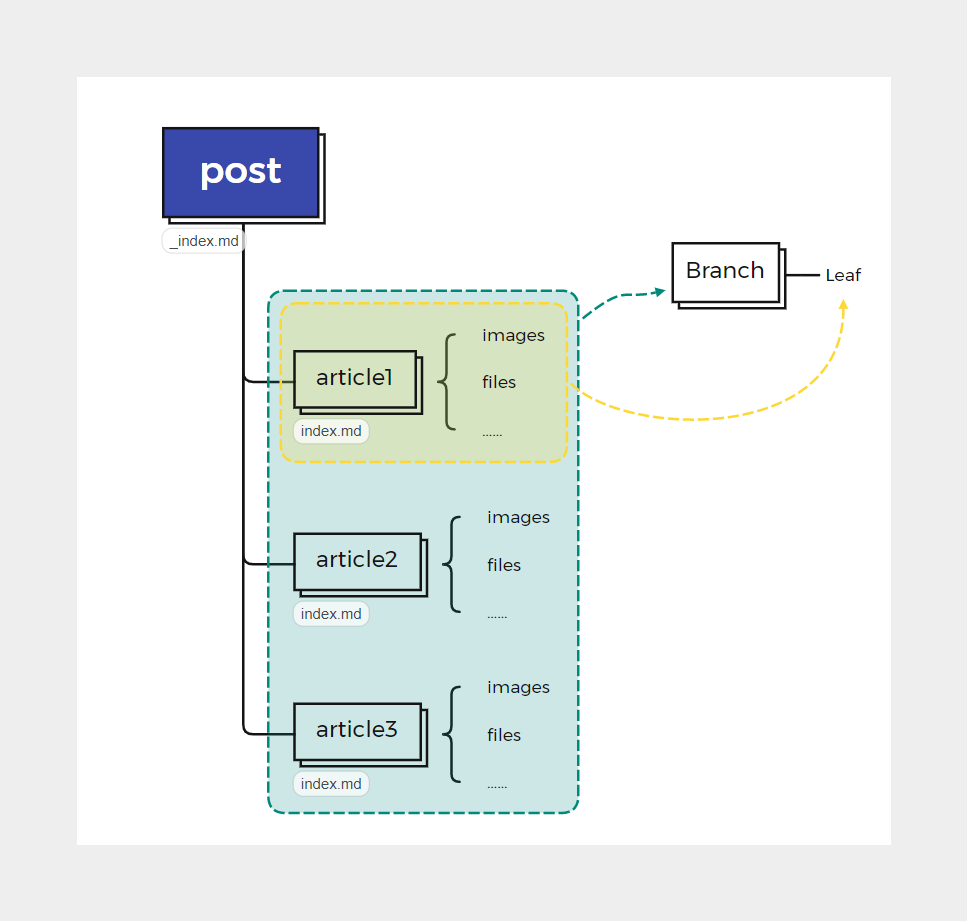 post
_index.md
Branch
Leaf
images
article1
files
index.md
......
images
article2
files
index.md
......
images
article3
files
index.md
......